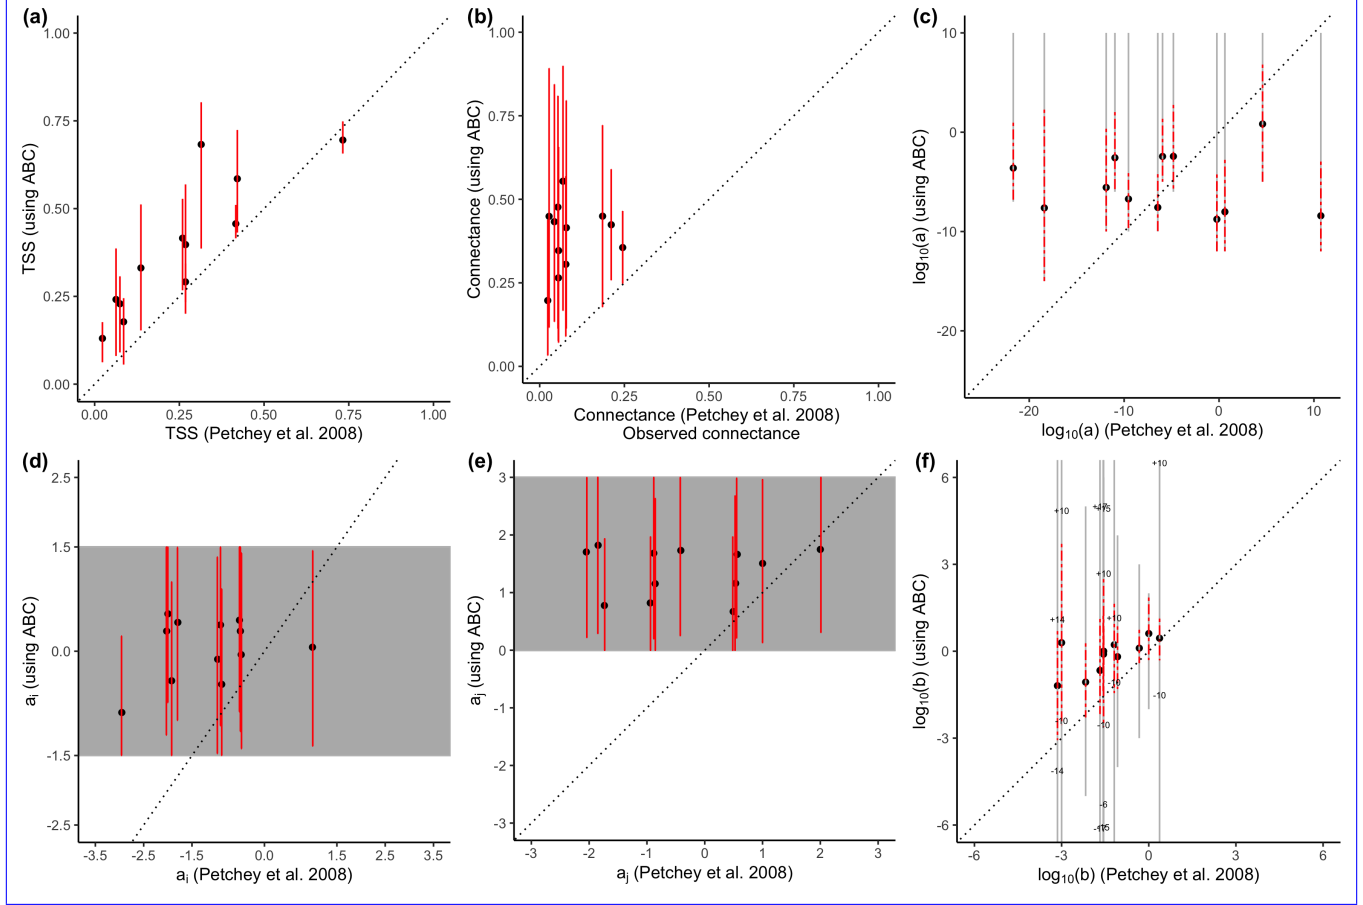 (a)
1.00
0.75
0.50
0.25
0.00
TSS (using ABC)
0.00 0.25 0.50 0.75 1.00
TSS (Petchey et al. 2008)
(b)
1.00
0.75
0.50
0.25
0.00
Connectance (using ABC)
0.00 0.25 0.50 0.75 1.00
Connectance (Petchey et al. 2008)
Observed connectance
(c)
10
0
-10
-20
log10(a) (using ABC)
-20 -10 0 10
log10(a) (Petchey et al. 2008)
(d)
2.5
1.5
0.0
-1.5
-2.5
ai (using ABC)
-3.5 -2.5 -1.5 0.0 1.5 2.5 3.5
ai (Petchey et al. 2008)
(e)
3
2
1
0
-1
-2
-3
aj (using ABC)
-3 -2 -1 0 1 2 3
aj (Petchey et al. 2008)
(f)
6
3
0
-3
-6
log10(b) (using ABC)
+10
+10
+10
+14
+10
-10
-10
+10
-10
-14
-6
-6 -3 0 3 6
log10(b) (Petchey et al. 2008)